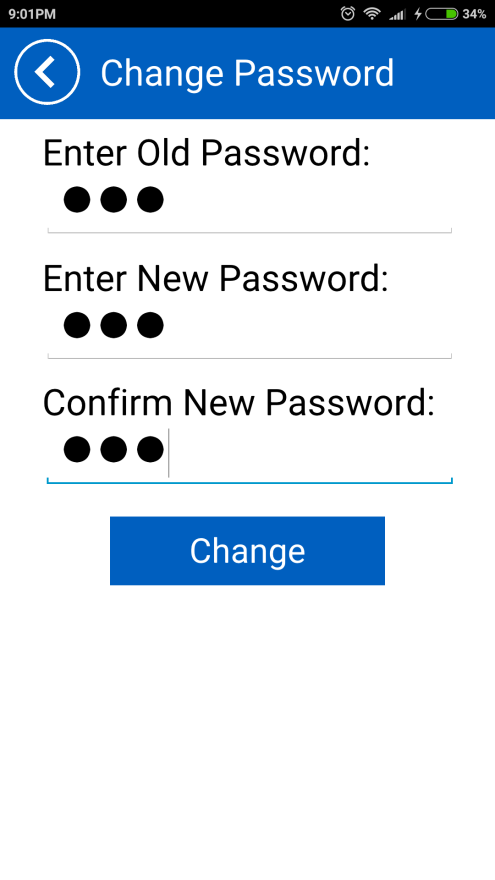 9:01PM 34%
Change Password
Enter Old Password:
●●●
Enter New Password:
●●●
Confirm New Password:
●●●
Change